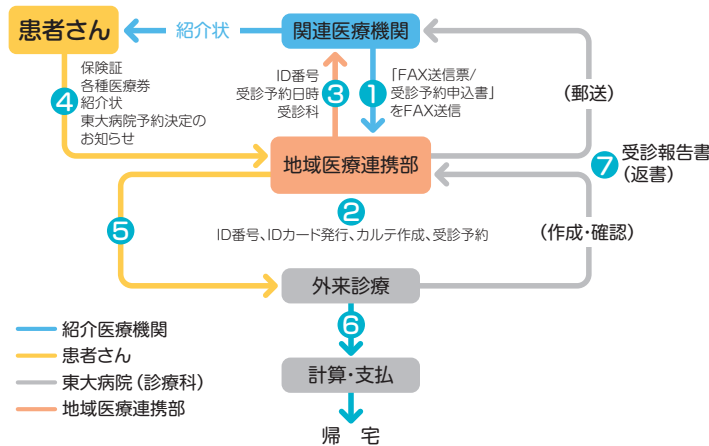 患者さん
紹介状
関連医療機関
保険証
各種医療券
紹介状
東大病院予約決定の
お知らせ
4
ID番号
受診予約日時
受診科
3
1
「FAX送信票/
受診予約申込書」
をFAX送信
(郵送)
地域医療連携部
7
受診報告書
(返書)
2
ID番号、IDカード発行、カルテ作成、受診予約
5
(作成・確認)
外来診療
6
計算・支払
帰 宅
紹介医療機関
患者さん
東大病院(診療科)
地域医療連携部